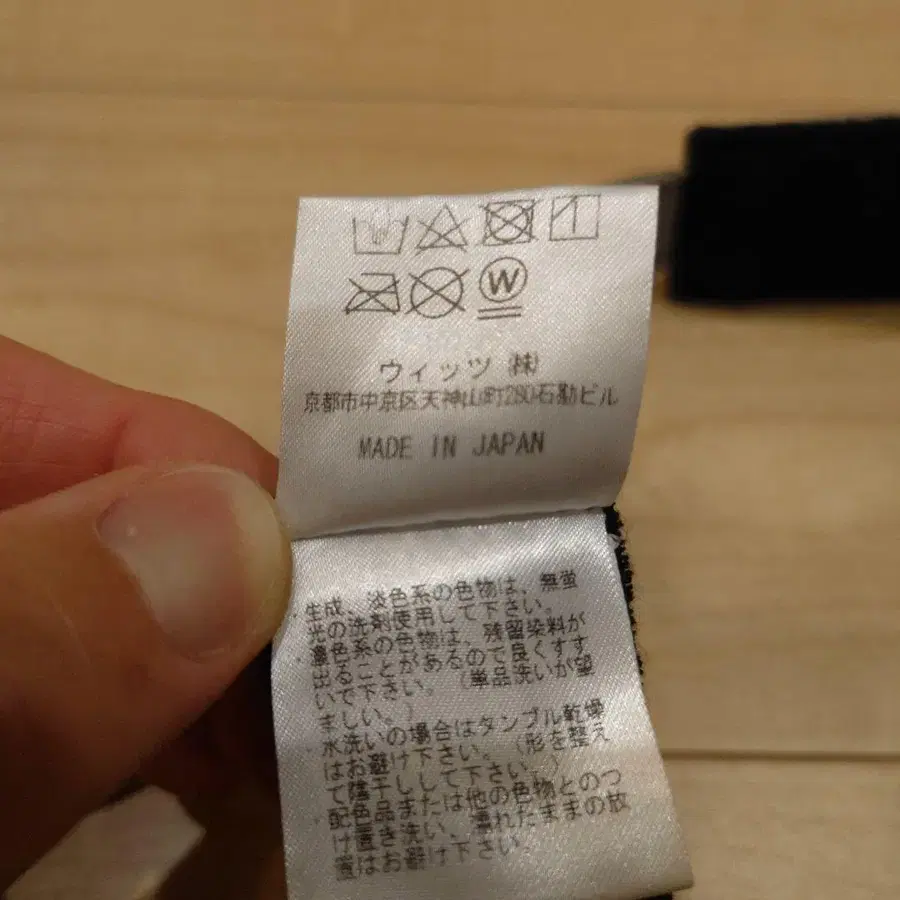 W
ウィッツ ㈱
京都市中京区天神山町280石勘ビル
MADE IN JAPAN
・生成、淡色系の色物は、無蛍
光の洗剤使用して下さい。
・濃色系の色物は、残留染料が
出ることがあるので良くすす
いで下さい。(単品洗いが望
ましい。)
・水洗いの場合はタンブル乾燥
はお避け下さい。(形を整え
て陰干しして下さい。)
・配色品または他の色物とのつ
け置き洗い、濡れたままの放
置はお避け下さい。